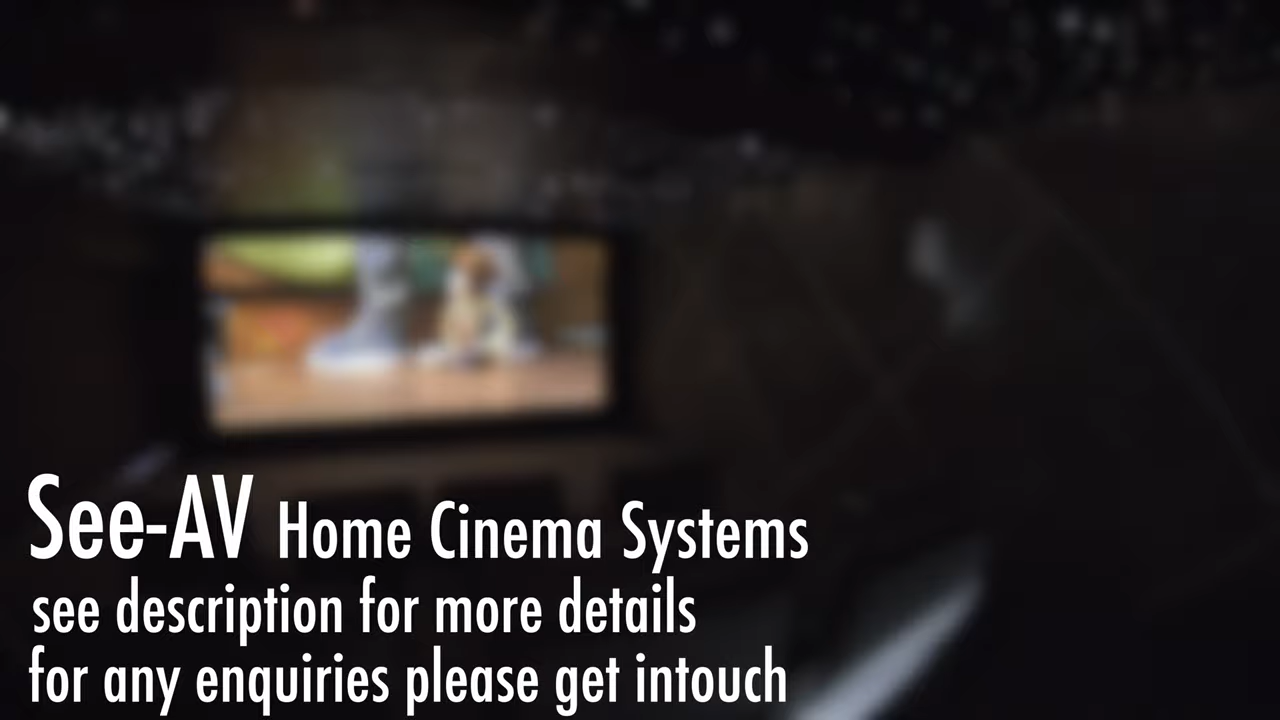 See-AV Home Cinema Systems
see description for more details
for any enquiries please get intouch